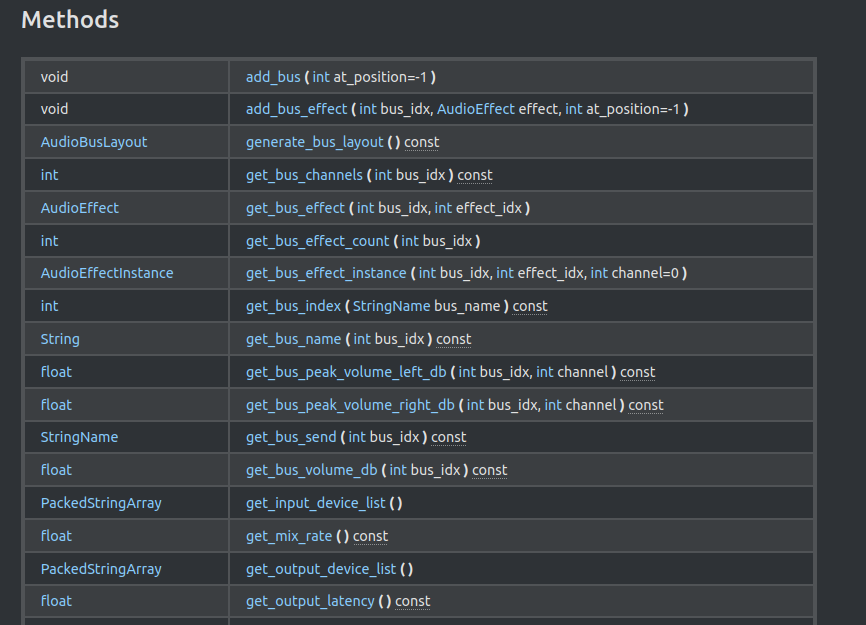 Methods
void add_bus ( int at_position=-1 )
void add_bus_effect ( int bus_idx, AudioEffect effect, int at_position=-1 )
AudioBusLayout generate_bus_layout ( ) const
int get_bus_channels ( int bus_idx ) const
AudioEffect get_bus_effect ( int bus_idx, int effect_idx )
int get_bus_effect_count ( int bus_idx )
AudioEffectInstance get_bus_effect_instance ( int bus_idx, int effect_idx, int channel=0 )
int get_bus_index ( StringName bus_name ) const
String get_bus_name ( int bus_idx ) const
float get_bus_peak_volume_left_db ( int bus_idx, int channel ) const
float get_bus_peak_volume_right_db ( int bus_idx, int channel ) const
StringName get_bus_send ( int bus_idx ) const
float get_bus_volume_db ( int bus_idx ) const
PackedStringArray get_input_device_list ( )
float get_mix_rate ( ) const
PackedStringArray get_output_device_list ( )
float get_output_latency ( ) const